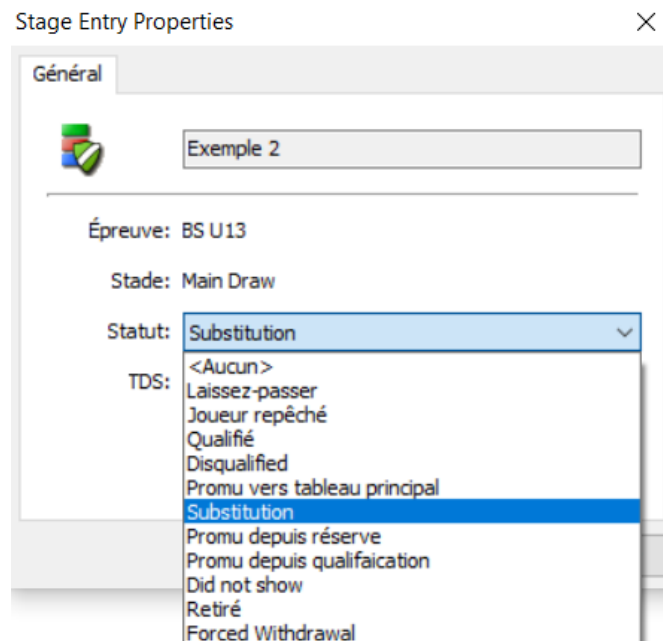 Stage Entry Properties
Général
Exemple 2
Épreuve: BS U13
Stade: Main Draw
Statut: Substitution
TDS:
<Aucun>
Laissez-passer
Joueur repêché
Qualifié
Disqualified
Promu vers tableau principal
Substitution
Promu depuis réserve
Promu depuis qualifaication
Did not show
Retiré
Forced Withdrawal